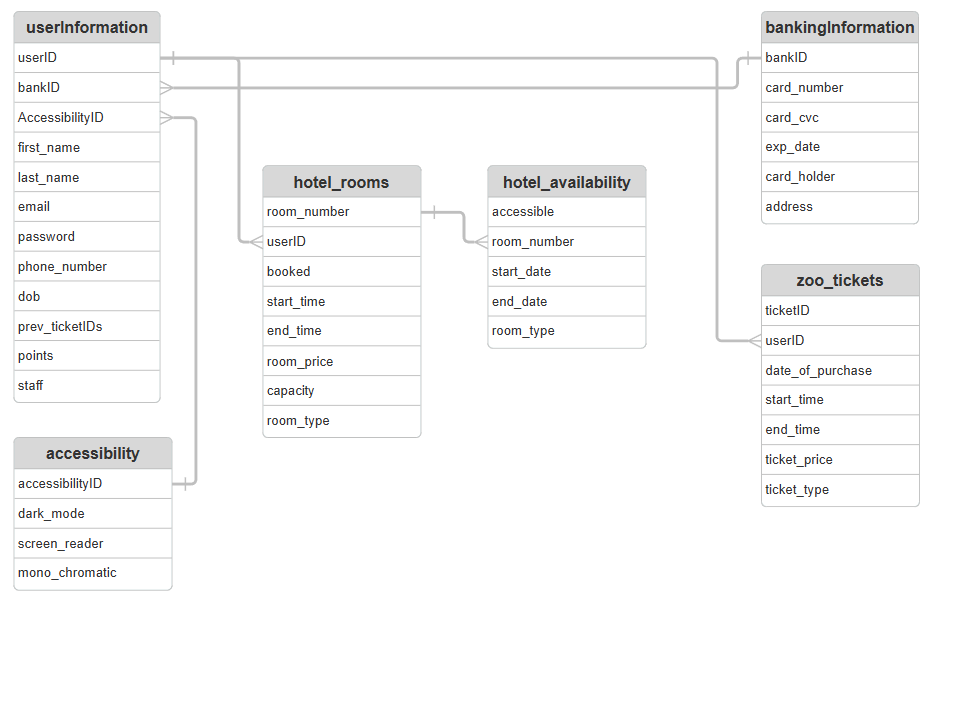 userInformation
userID
bankID
AccessibilityID
first_name
last_name
email
password
phone_number
dob
prev_ticketIDs
points
staff
accessibility
accessibilityID
dark_mode
screen_reader
mono_chromatic
hotel_rooms
room_number
userID
booked
start_time
end_time
room_price
capacity
room_type
hotel_availability
accessible
room_number
start_date
end_date
room_type
bankingInformation
bankID
card_number
card_cvc
exp_date
card_holder
address
zoo_tickets
ticketID
userID
date_of_purchase
start_time
end_time
ticket_price
ticket_type